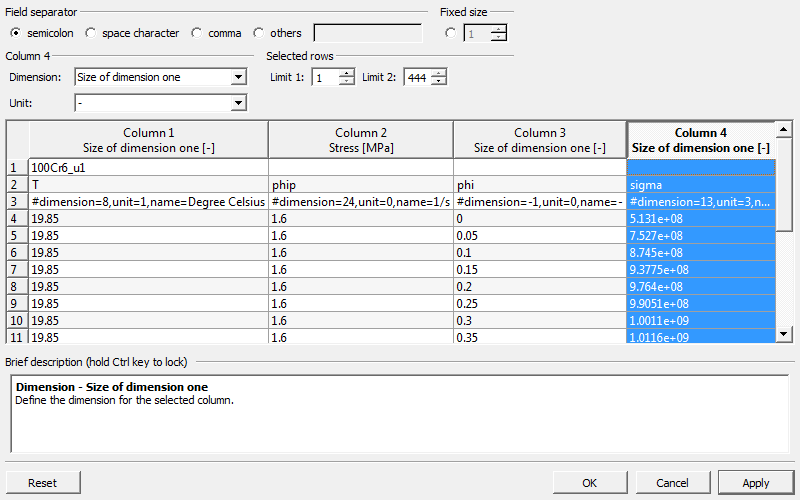 Field separator
Fixed size
semicolon
space character
comma
others
1
Column 4
Selected rows
Dimension:
Size of dimension one
Limit 1:
1
Limit 2:
444
Unit:
-
Column 1
Size of dimension one [-]
Column 2
Stress [MPa]
Column 3
Size of dimension one [-]
Column 4
Size of dimension one [-]
1 100Cr6_u1
2 T phip phi sigma
3 #dimension=8,unit=1,name=Degree Celsius #dimension=24,unit=0,name=1/s #dimension=-1,unit=0,name=- #dimension=13,unit=3,n...
4 19.85 1.6 0 5.131e+08
5 19.85 1.6 0.05 7.527e+08
6 19.85 1.6 0.1 8.745e+08
7 19.85 1.6 0.15 9.3775e+08
8 19.85 1.6 0.2 9.764e+08
9 19.85 1.6 0.25 9.9051e+08
10 19.85 1.6 0.3 1.0011e+09
11 19.85 1.6 0.35 1.0116e+09
Brief description (hold Ctrl key to lock)
Dimension - Size of dimension one
Define the dimension for the selected column.
Reset
OK
Cancel
Apply